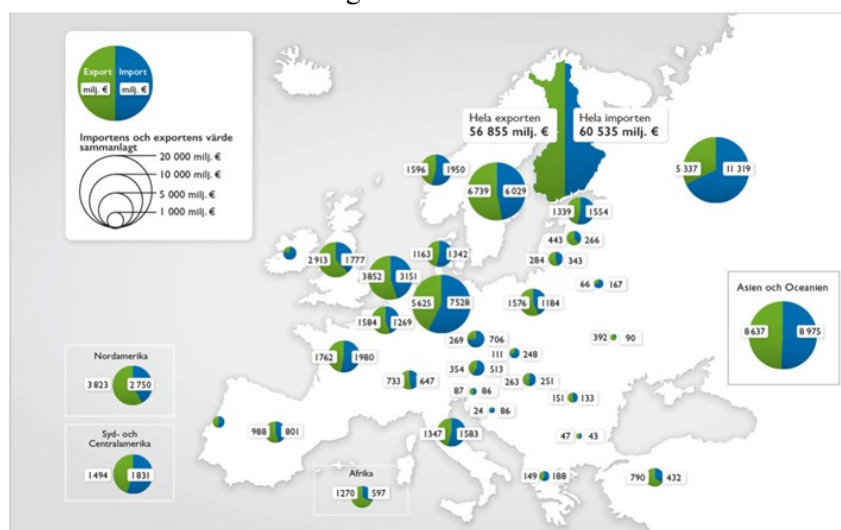 Export Import
milj. € milj. €
Importens och exportens värde
sammanlagt
20 000 milj. €
10 000 milj. €
5 000 milj. €
1 000 milj. €
Hela exporten
56 855 milj. €
Hela importen
60 535 milj. €
1596 1950
6 739 6 029
5 337 11 319
1339 1554
443 266
284 343
2 913 1777
1163 1342
3852 3151
66 167
5 625 7528
1576 1184
1584 1269
392 90
269 706
111 248
1762 1980
354 513
733 647
263 251
87 86
151 133
24 86
988 801
1347 1583
47 43
149 188
790 432
Asien och Oceanien
8 637 8 975
Nordamerika
3 823 2 750
Syd- och
Centralamerika
1494 1831
Afrika
1270 597